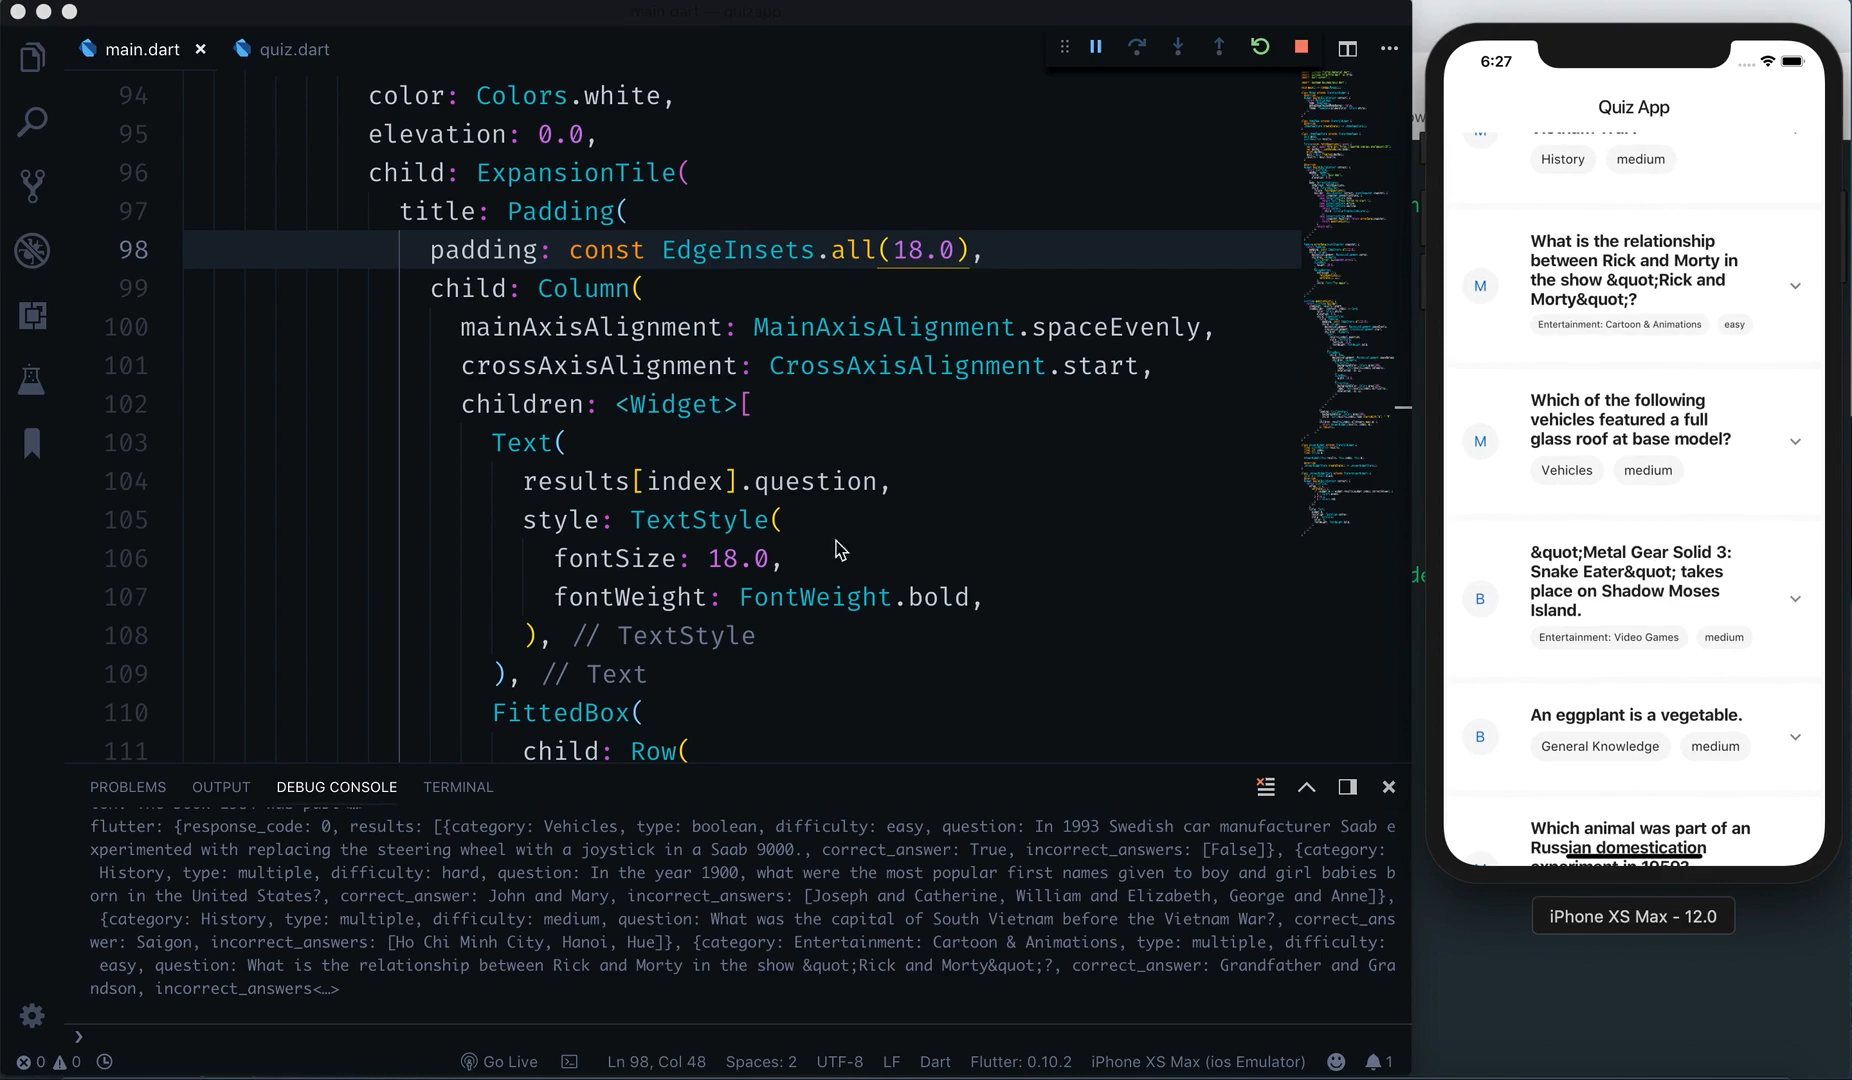 main.dart — quizapp
main.dart
quiz.dart
94 color: Colors.white,
95 elevation: 0.0,
96 child: ExpansionTile(
97 title: Padding(
98 padding: const EdgeInsets.all(18.0),
99 child: Column(
100 mainAxisAlignment: MainAxisAlignment.spaceEvenly,
101 crossAxisAlignment: CrossAxisAlignment.start,
102 children: <Widget>[
103 Text(
104 results[index].question,
105 style: TextStyle(
106 fontSize: 18.0,
107 fontWeight: FontWeight.bold,
108 ), // TextStyle
109 ), // Text
110 FittedBox(
111 child: Row(
PROBLEMS OUTPUT DEBUG CONSOLE TERMINAL
flutter: {response_code: 0, results: [{category: Vehicles, type: boolean, difficulty: easy, question: In 1993 Swedish car manufacturer Saab e
xperimented with replacing the steering wheel with a joystick in a Saab 9000., correct_answer: True, incorrect_answers: [False]}, {category:
History, type: multiple, difficulty: hard, question: In the year 1900, what were the most popular first names given to boy and girl babies b
orn in the United States?, correct_answer: John and Mary, incorrect_answers: [Joseph and Catherine, William and Elizabeth, George and Anne]},
{category: History, type: multiple, difficulty: medium, question: What was the capital of South Vietnam before the Vietnam War?, correct_ans
wer: Saigon, incorrect_answers: [Ho Chi Minh City, Hanoi, Hue]}, {category: Entertainment: Cartoon & Animations, type: multiple, difficulty:
easy, question: What is the relationship between Rick and Morty in the show &quot;Rick and Morty&quot;?, correct_answer: Grandfather and Gra
ndson, incorrect_answers<…>
0 0 Go Live Ln 98, Col 48 Spaces: 2 UTF-8 LF Dart Flutter: 0.10.2 iPhone XS Max (ios Emulator) 1
6:27
Quiz App
History medium
What is the relationship
between Rick and Morty in
the show &quot;Rick and
Morty&quot;?
M
Entertainment: Cartoon & Animations easy
Which of the following
vehicles featured a full
glass roof at base model?
M
Vehicles medium
&quot;Metal Gear Solid 3:
Snake Eater&quot; takes
place on Shadow Moses
Island.
B
Entertainment: Video Games medium
An eggplant is a vegetable.
B
General Knowledge medium
Which animal was part of an
Russian domestication
experiment in 1959?
iPhone XS Max - 12.0